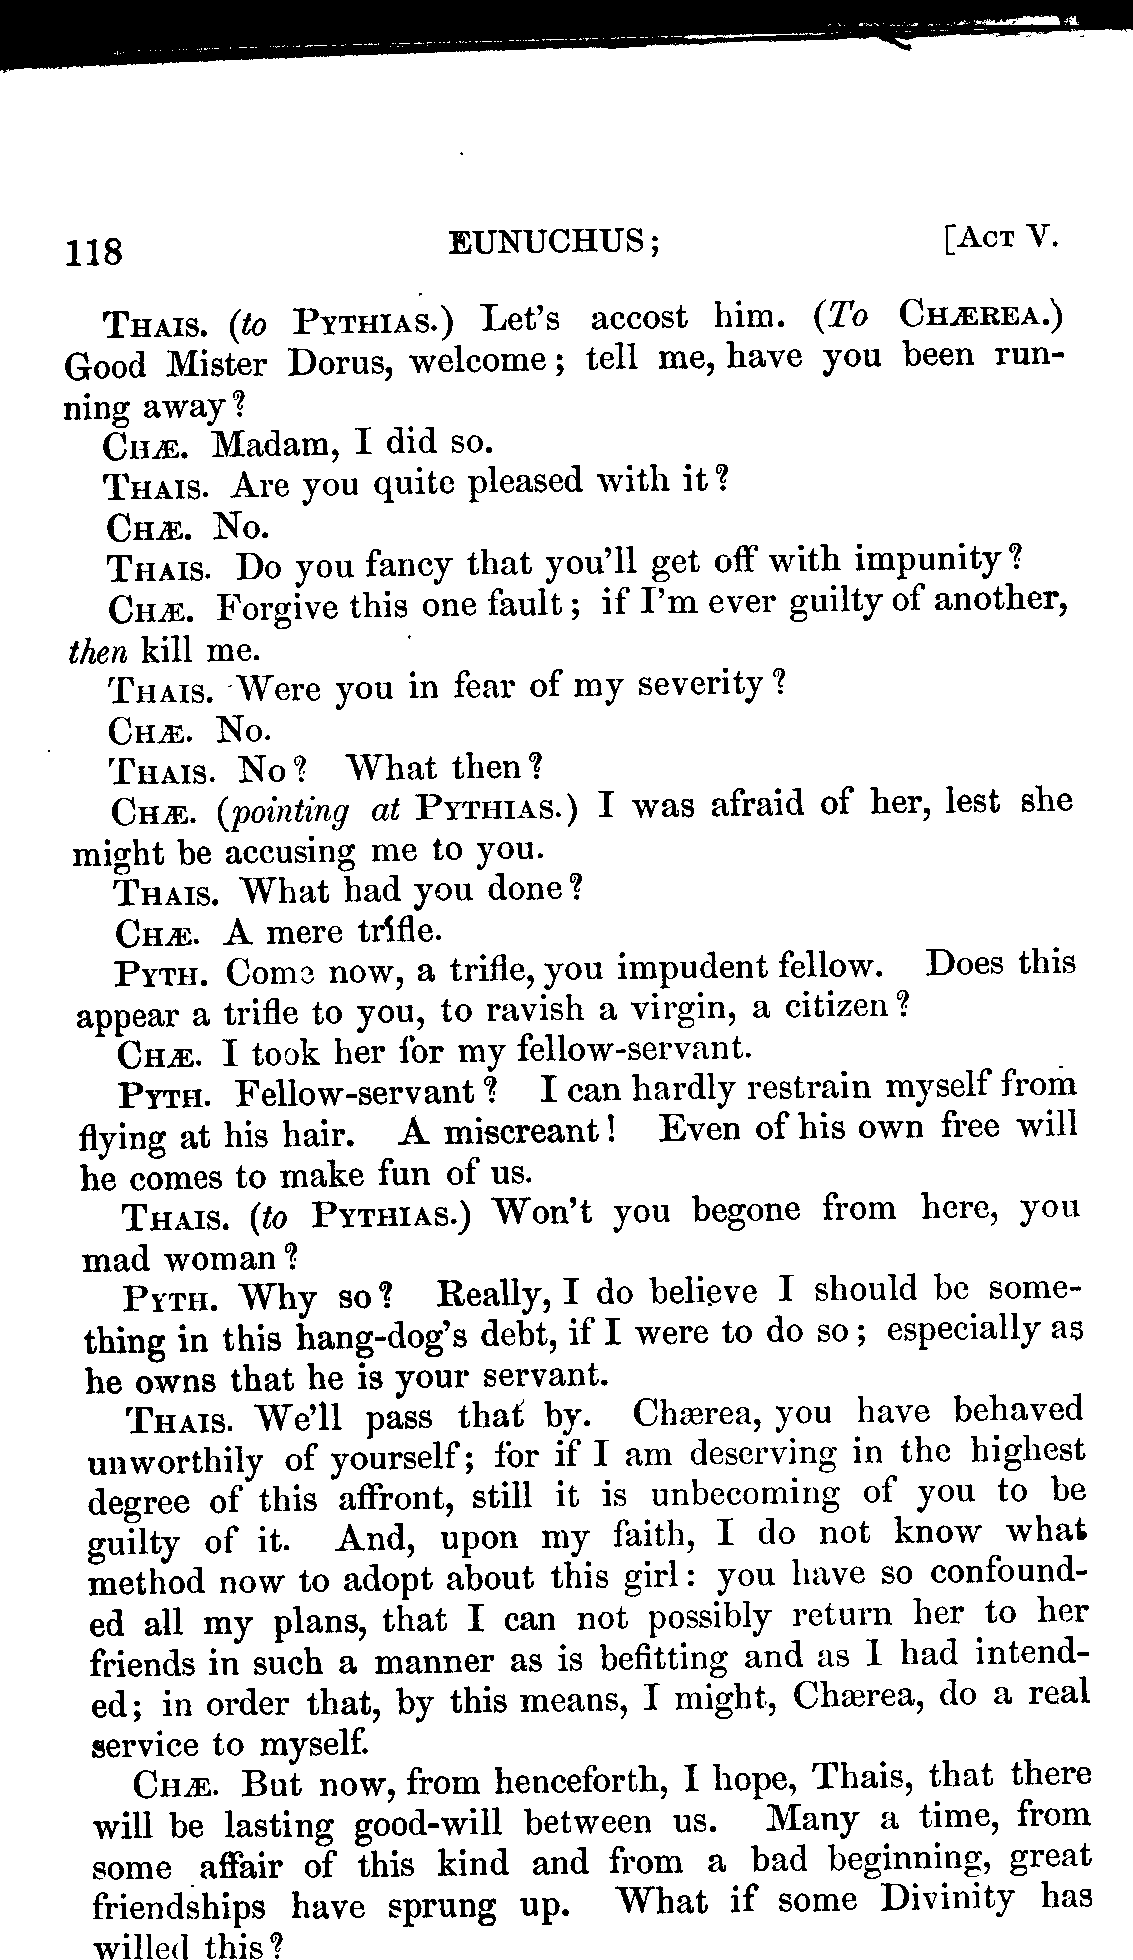 118 EUNUCHUS; [ACT V.
THAIS. (to PYTHIAS.) Let's accost him. (To CHÆREA.)
Good Mister Dorus, welcome; tell me, have you been run-
ning away?
CHÆ. Madam, I did so.
THAIS. Are you quite pleased with it?
CHÆ. No.
THAIS. Do you fancy that you'll get off with impunity?
CHÆ. Forgive this one fault; if I'm ever guilty of another,
then kill me.
THAIS. Were you in fear of my severity?
CHÆ. No.
THAIS. No? What then?
CHÆ. (pointing at PYTHIAS.) I was afraid of her, lest she
might be accusing me to you.
THAIS. What had you done?
CHÆ. A mere trifle.
PYTH. Come now, a trifle, you impudent fellow. Does this
appear a trifle to you, to ravish a virgin, a citizen?
CHÆ. I took her for my fellow-servant.
PYTH. Fellow-servant? I can hardly restrain myself from
flying at his hair. A miscreant! Even of his own free will
he comes to make fun of us.
THAIS. (to PYTHIAS.) Won't you begone from here, you
mad woman?
PYTH. Why so? Really, I do believe I should be some-
thing in this hang-dog's debt, if I were to do so; especially as
he owns that he is your servant.
THAIS. We'll pass that by. Chærea, you have behaved
unworthily of yourself; for if I am deserving in the highest
degree of this affront, still it is unbecoming of you to be
guilty of it. And, upon my faith, I do not know what
method now to adopt about this girl: you have so confound-
ed all my plans, that I can not possibly return her to her
friends in such a manner as is befitting and as I had intend-
ed; in order that, by this means, I might, Chærea, do a real
service to myself.
CHÆ. But now, from henceforth, I hope, Thais, that there
will be lasting good-will between us. Many a time, from
some affair of this kind and from a bad beginning, great
friendships have sprung up. What if some Divinity has
willed this?